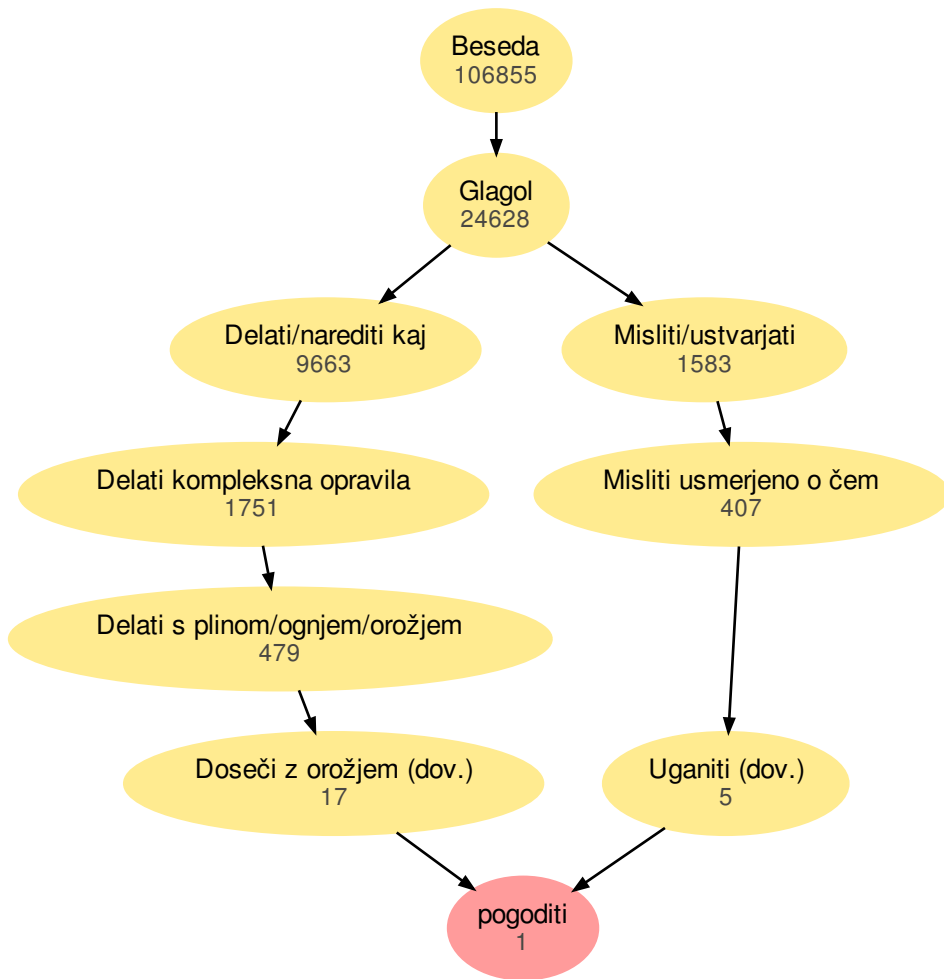 Beseda
106855
Glagol
24628
Delati/narediti kaj
9663
Misliti/ustvarjati
1583
Delati kompleksna opravila
1751
Misliti usmerjeno o čem
407
Delati s plinom/ognjem/orožjem
479
Doseči z orožjem (dov.)
17
Uganiti (dov.)
5
pogoditi
1